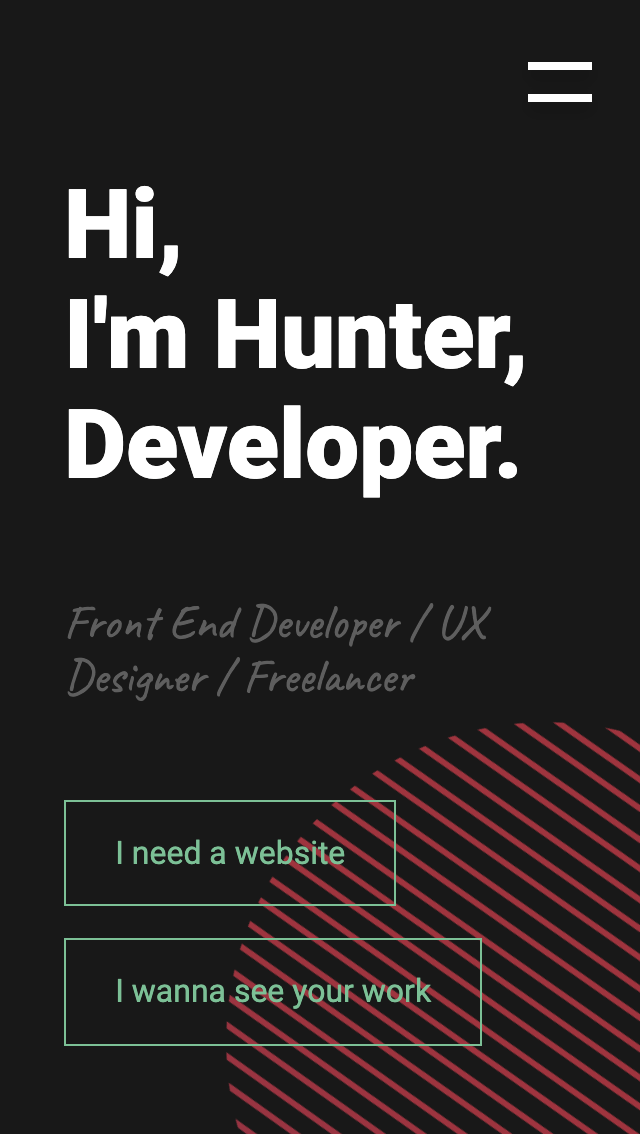 Hi,
I'm Hunter,
Developer.
Front End Developer / UX
Designer / Freelancer
I need a website
I wanna see your work